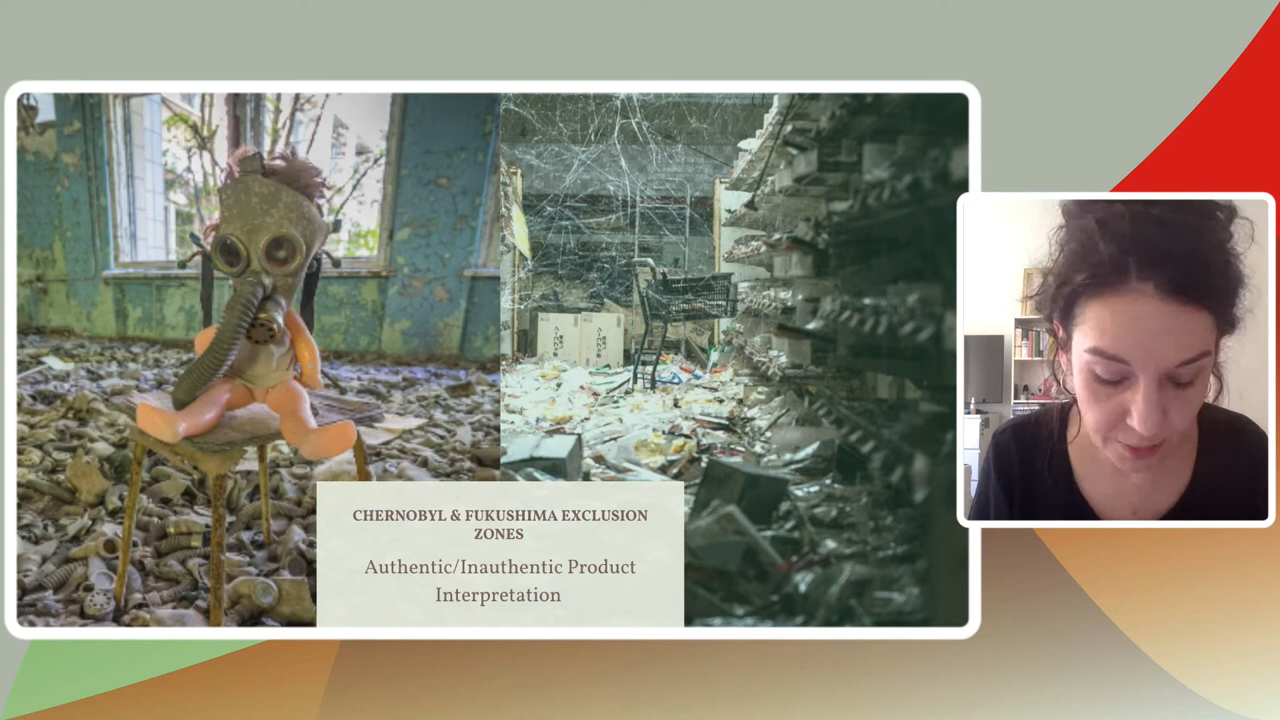 CHERNOBYL & FUKUSHIMA EXCLUSION
ZONES
Authentic/Inauthentic Product
Interpretation